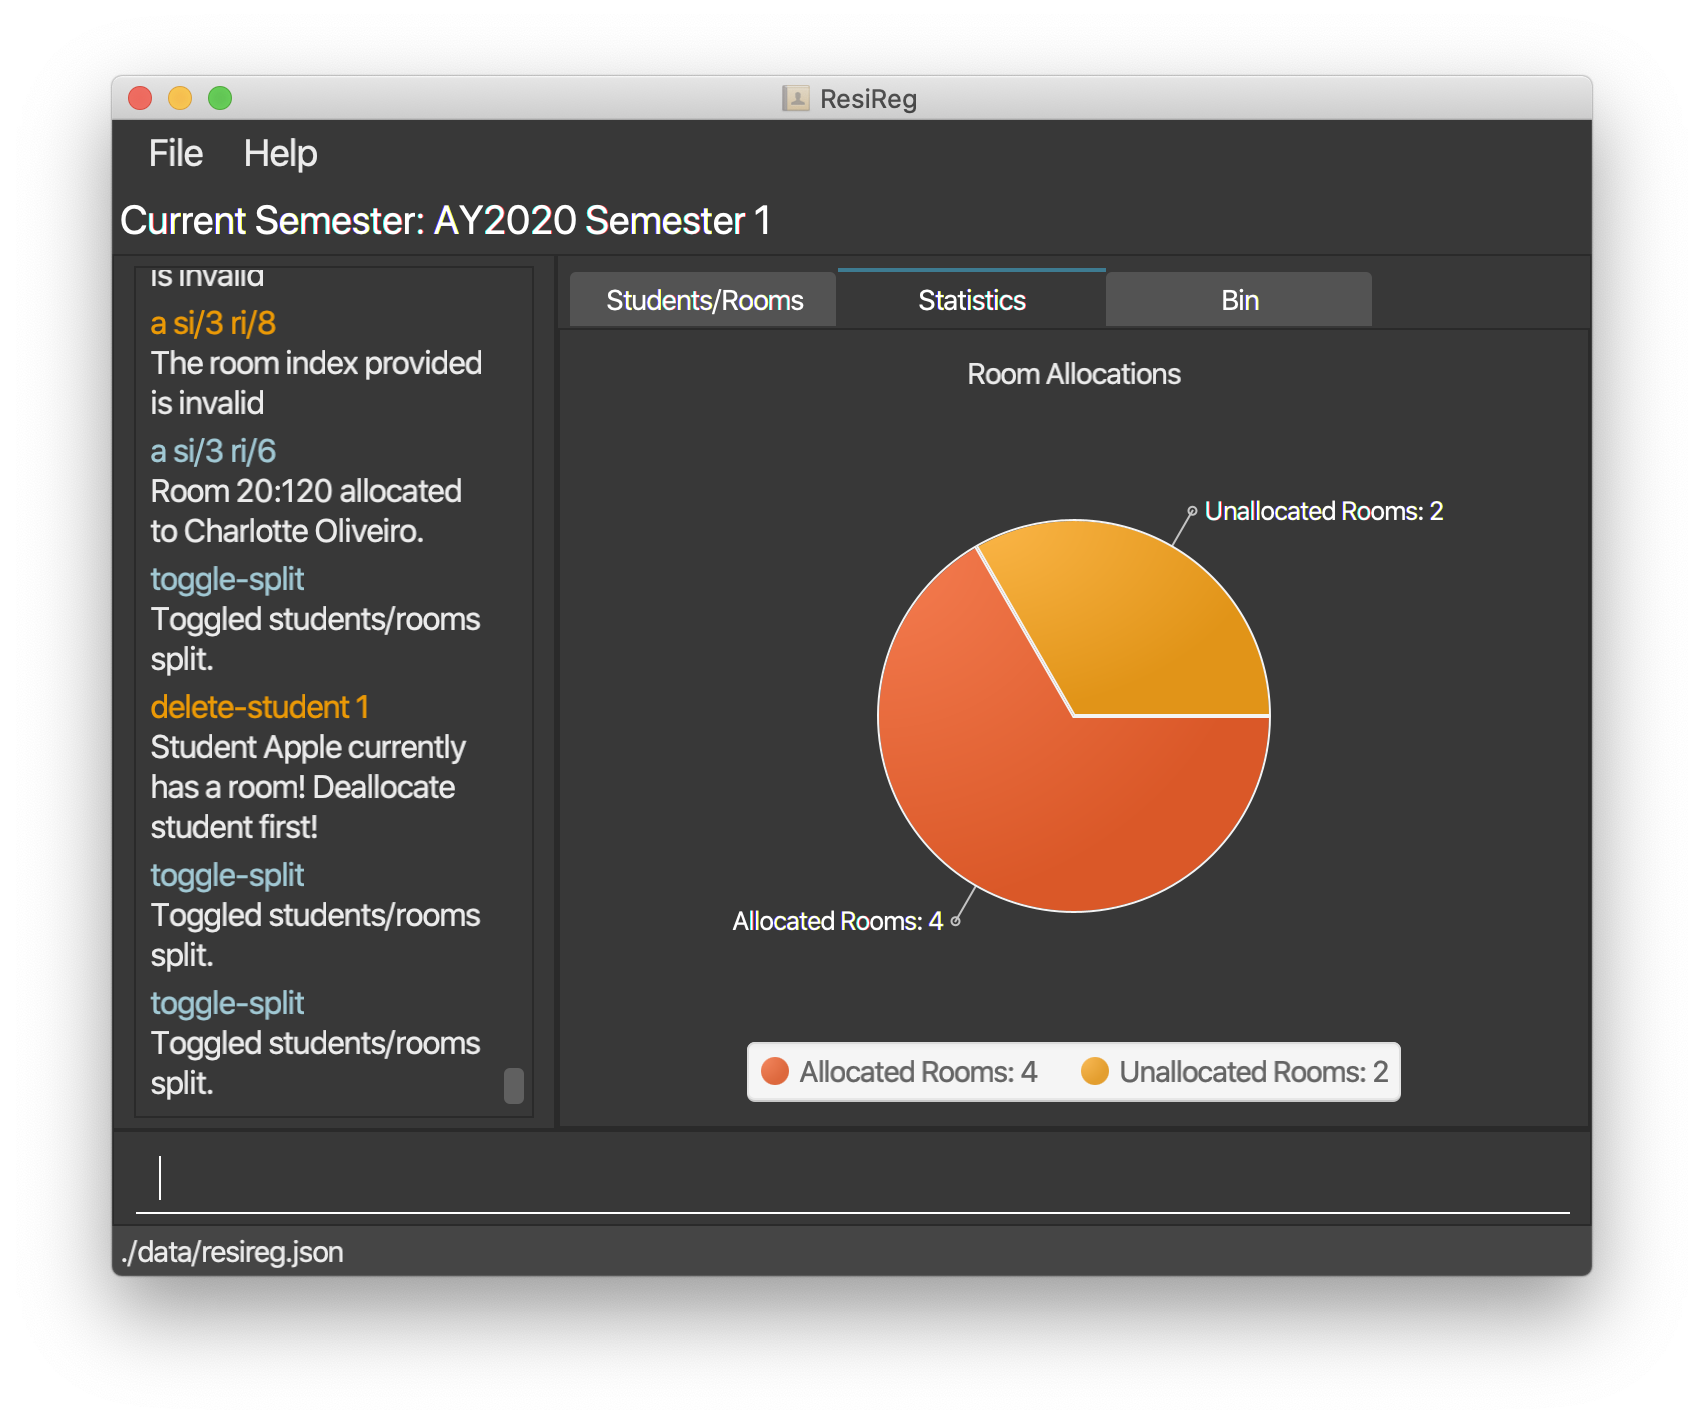 ResiReg
File Help
Current Semester: AY2020 Semester 1
is invalid
a si/3 ri/8
The room index provided
is invalid
a si/3 ri/6
Room 20:120 allocated
to Charlotte Oliveiro.
toggle-split
Toggled students/rooms
split.
delete-student 1
Student Apple currently
has a room! Deallocate
student first!
toggle-split
Toggled students/rooms
split.
toggle-split
Toggled students/rooms
split.
Students/Rooms Statistics Bin
Room Allocations
Unallocated Rooms: 2
Allocated Rooms: 4
Allocated Rooms: 4 Unallocated Rooms: 2
./data/resireg.json